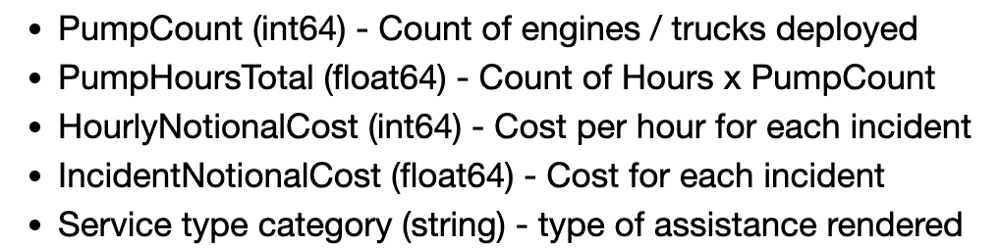 • PumpCount (int64) - Count of engines / trucks deployed
• PumpHoursTotal (float64) - Count of Hours x PumpCount
• HourlyNotionalCost (int64) - Cost per hour for each incident
• IncidentNotionalCost (float64) - Cost for each incident
• Service type category (string) - type of assistance rendered